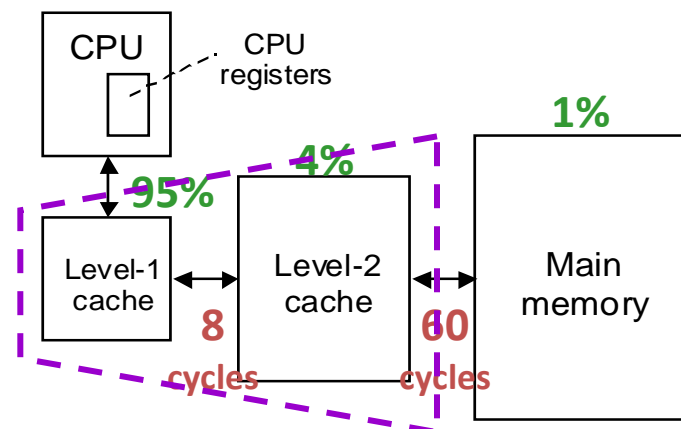 CPU
CPU
registers
95%
4%
1%
Level-1
cache
Level-2
cache
Main
memory
8
cycles
60
cycles